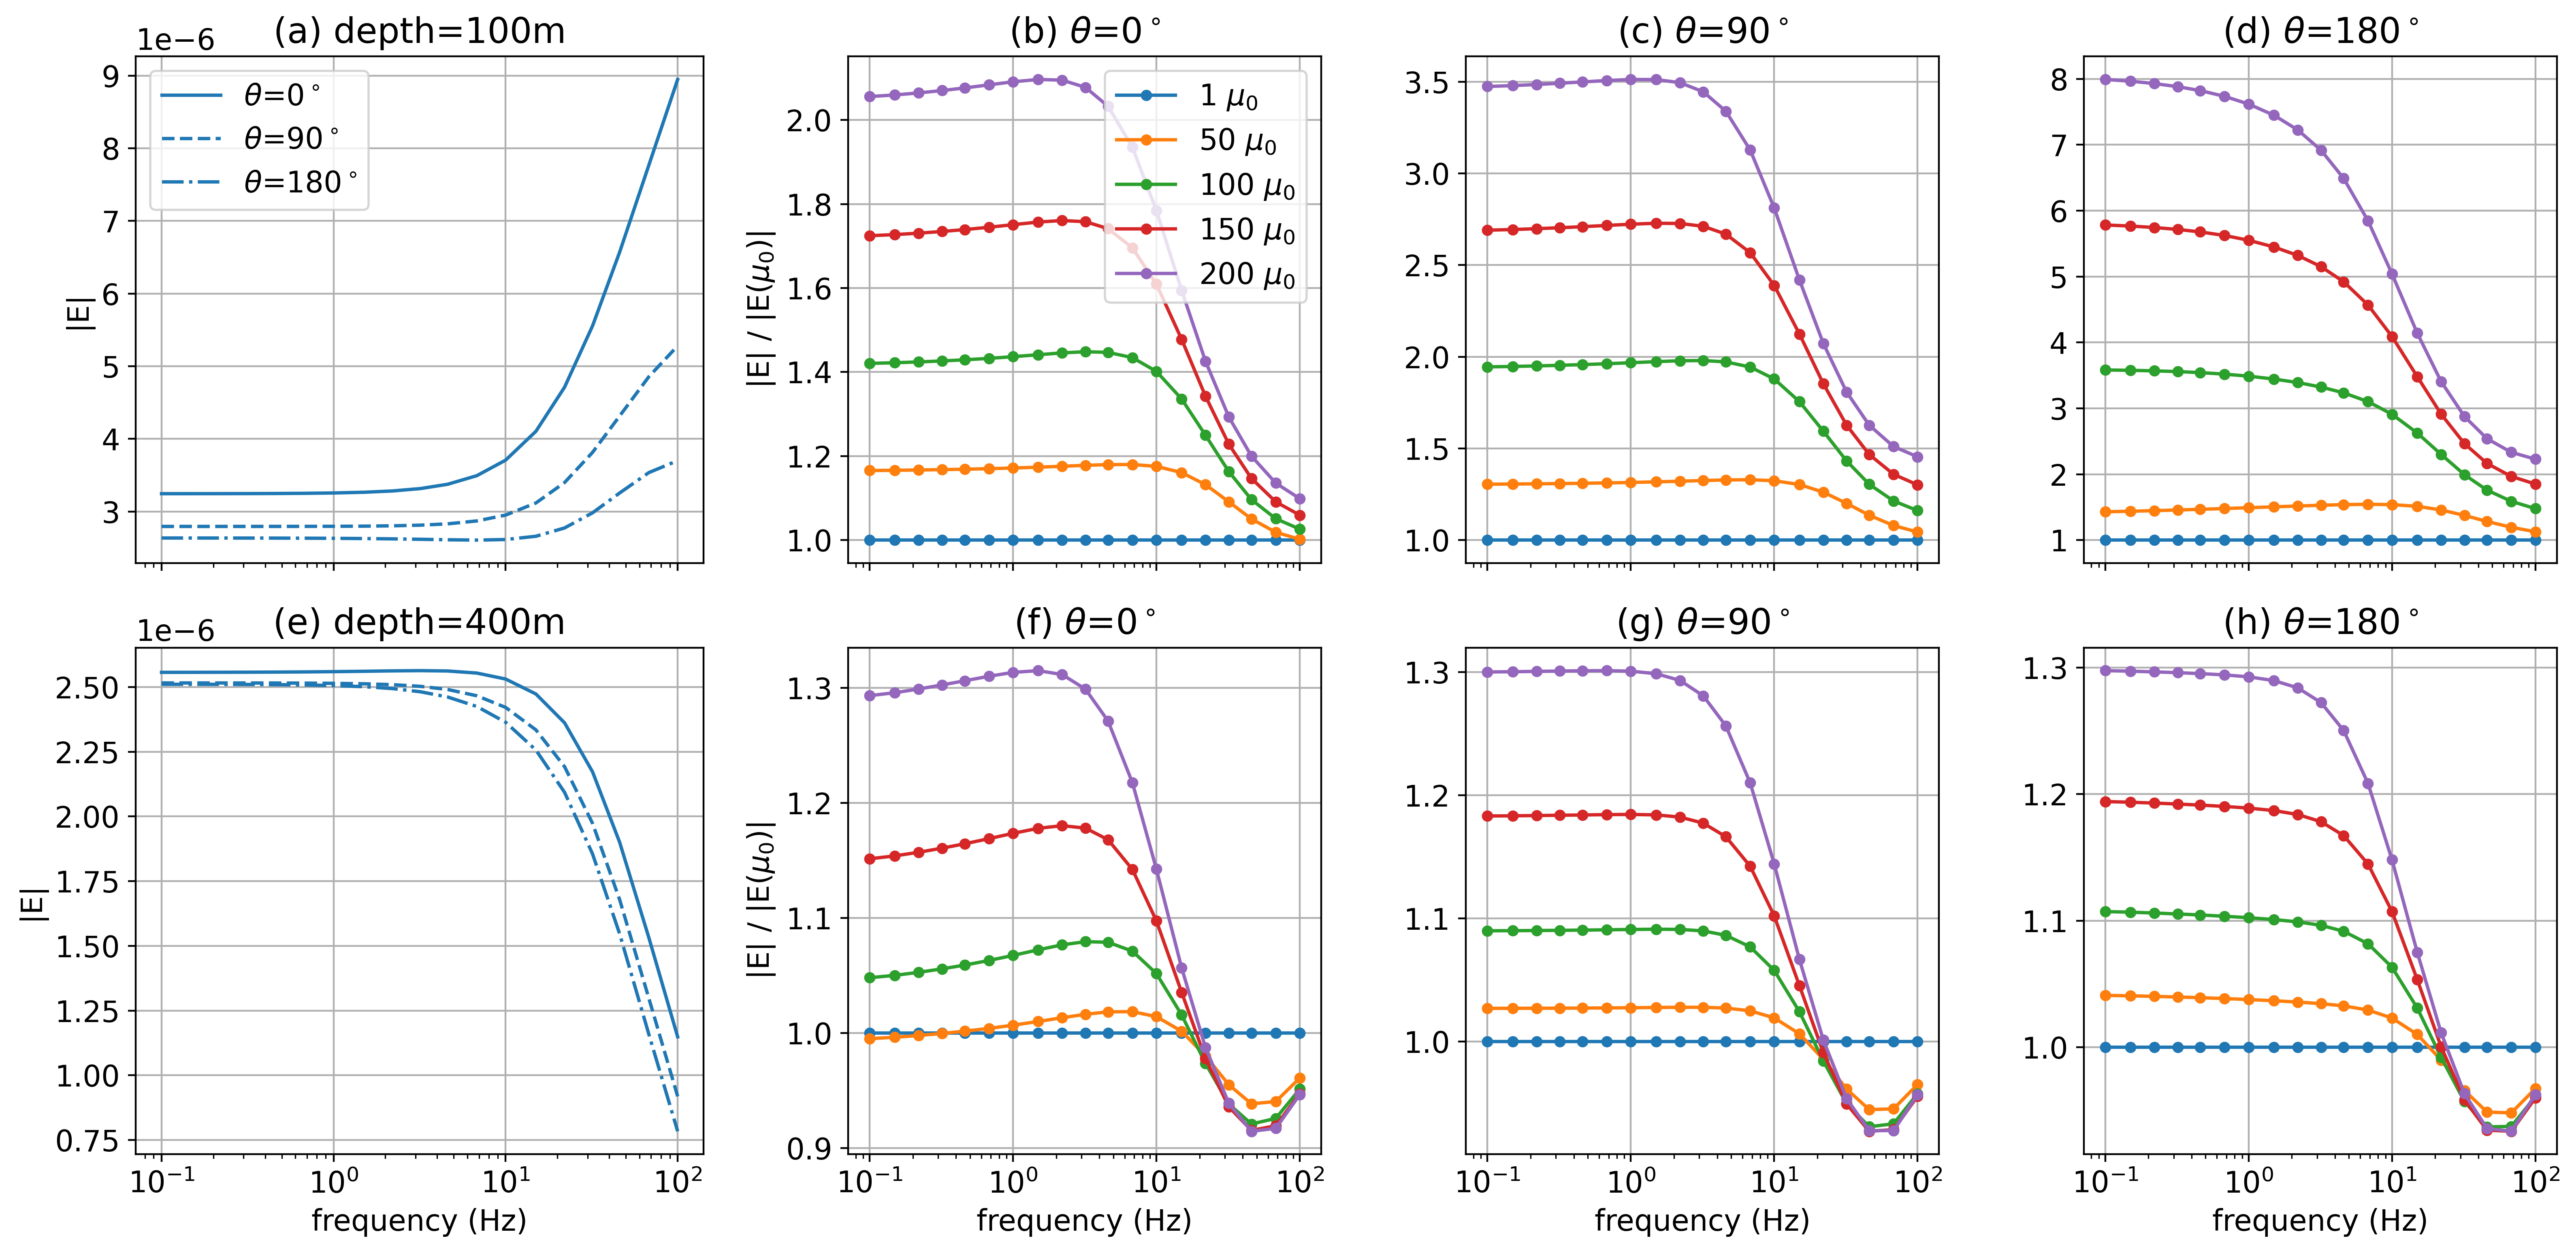 (a) depth=100m
1e−6
θ=0°
θ=90°
θ=180°
9
8
7
6
5
4
3
|E|
(b) θ=0°
1 μ0
50 μ0
100 μ0
150 μ0
200 μ0
2.0
1.8
1.6
1.4
1.2
1.0
|E| / |E(μ0)|
(c) θ=90°
3.5
3.0
2.5
2.0
1.5
1.0
(d) θ=180°
8
7
6
5
4
3
2
1
(e) depth=400m
1e−6
2.50
2.25
2.00
1.75
1.50
1.25
1.00
0.75
|E|
10−1 100 101 102
frequency (Hz)
(f) θ=0°
1.3
1.2
1.1
1.0
0.9
|E| / |E(μ0)|
10−1 100 101 102
frequency (Hz)
(g) θ=90°
1.3
1.2
1.1
1.0
10−1 100 101 102
frequency (Hz)
(h) θ=180°
1.3
1.2
1.1
1.0
10−1 100 101 102
frequency (Hz)